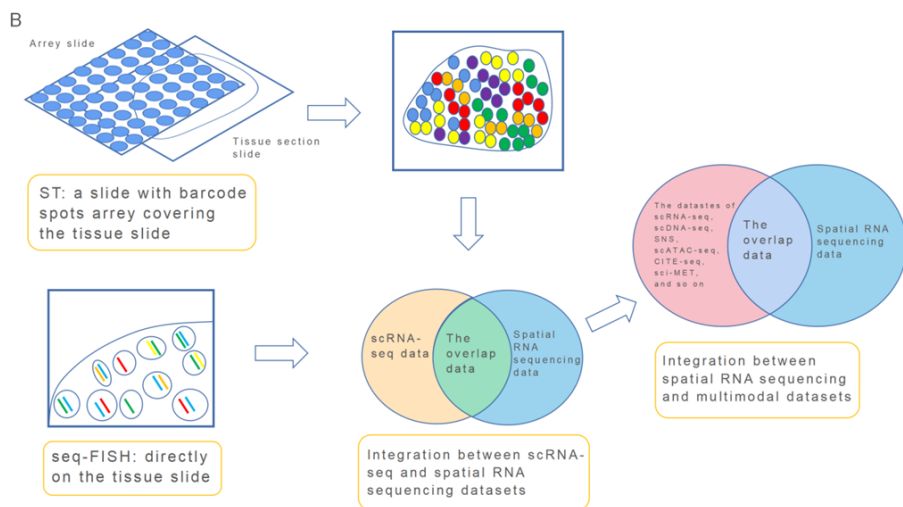 B
Arrey slide
Tissue section
slide
ST: a slide with barcode
spots arrey covering
the tissue slide
seq-FISH: directly
on the tissue slide
scRNA-
seq data
The
overlap
data
Spatial
RNA
sequencing
data
Integration between scRNA-
seq and spatial RNA
sequencing datasets
The datastes of
scRNA-seq,
scDNA-seq,
SNS,
scATAC-seq,
CITE-seq,
sci-MET,
and so on
The
overlap
data
Spatial RNA
sequencing
data
Integration between
spatial RNA sequencing
and multimodal datasets